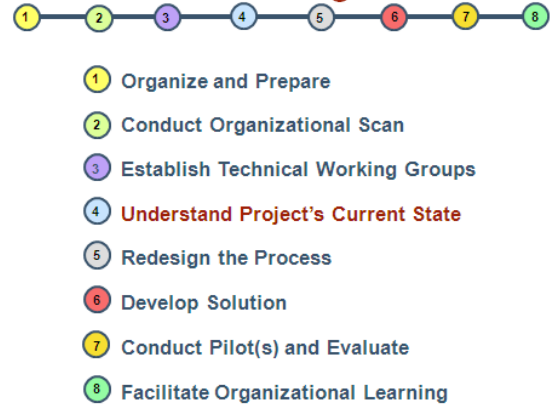 1 2 3 4 5 6 7 8
1 Organize and Prepare
2 Conduct Organizational Scan
3 Establish Technical Working Groups
4 Understand Project's Current State
5 Redesign the Process
6 Develop Solution
7 Conduct Pilot(s) and Evaluate
8 Facilitate Organizational Learning